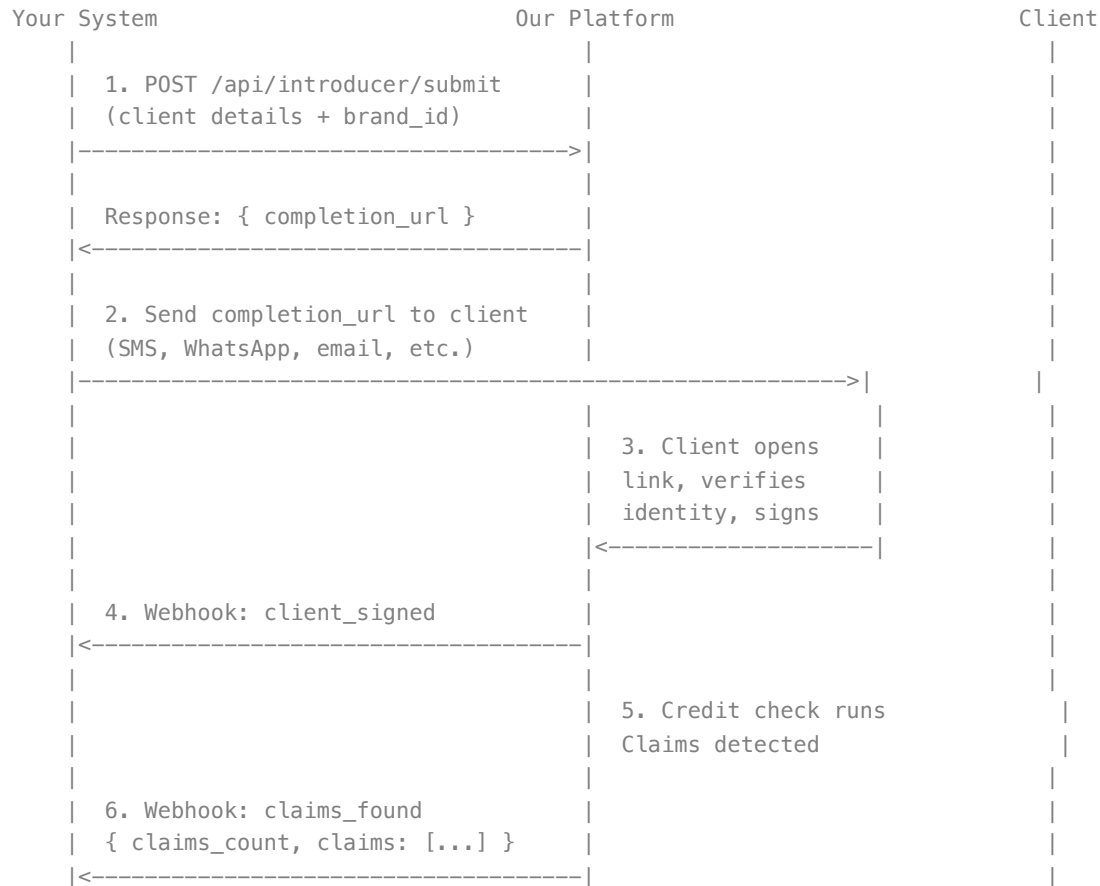 Your System Our Platform Client
1. POST /api/introducer/submit
(client details + brand_id)
Response: { completion_url }
2. Send completion_url to client
(SMS, WhatsApp, email, etc.)
3. Client opens
link, verifies
identity, signs
4. Webhook: client_signed
5. Credit check runs
Claims detected
6. Webhook: claims_found
{ claims_count, claims: [...] }